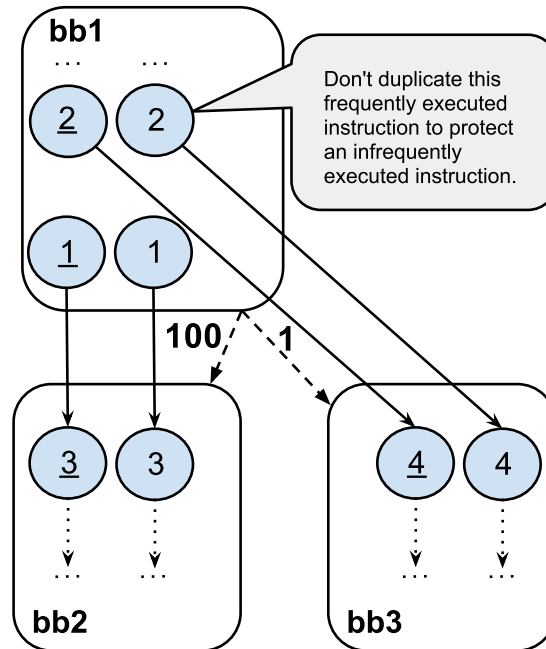 bb1
... ...
2 2
Don't duplicate this
frequently executed
instruction to protect
an infrequently
executed instruction.
1 1
100 1
3 3 4 4
... ... ... ...
bb2 bb3